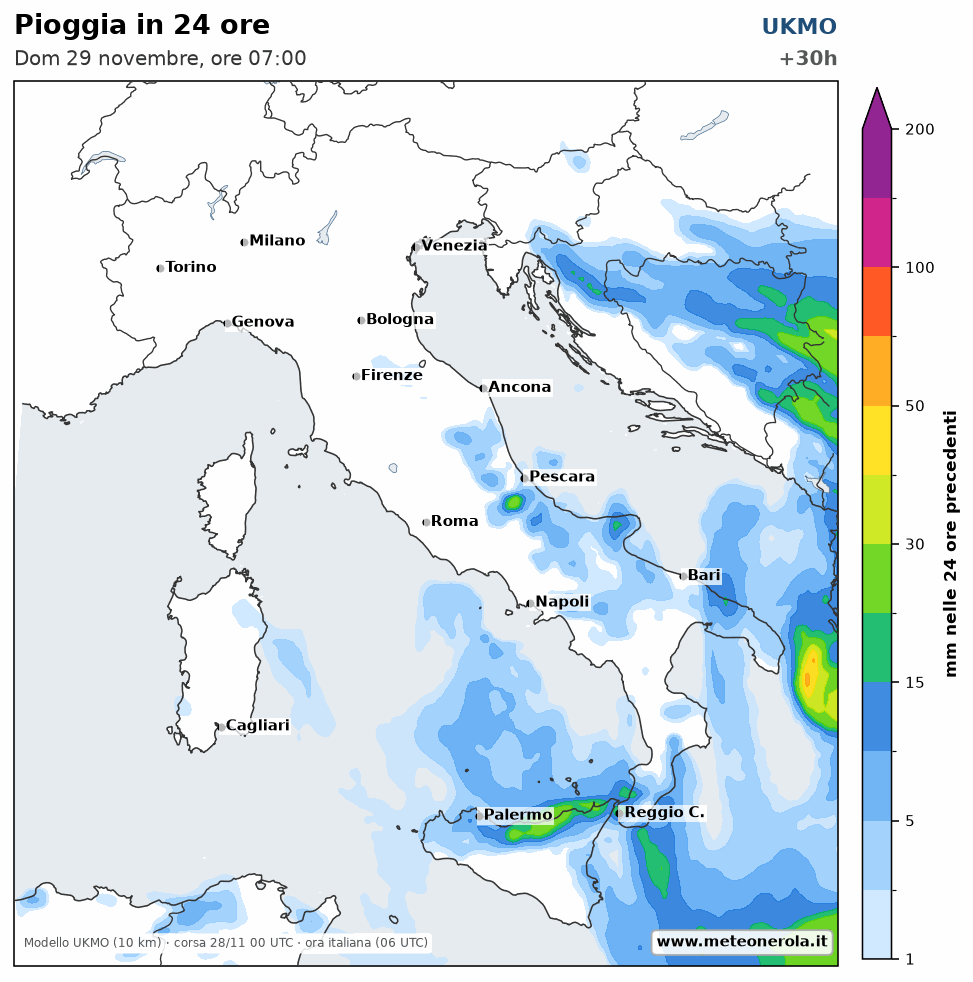 Pioggia in 24 ore
UKMO
Dom 29 novembre, ore 07:00
+30h
200
100
50
30
15
5
1
mm nelle 24 ore precedenti
Milano
Venezia
Torino
Genova
Bologna
Firenze
Ancona
Pescara
Roma
Bari
Napoli
Cagliari
Palermo
Reggio C.
Modello UKMO (10 km) · corsa 28/11 00 UTC · ora italiana (06 UTC)
www.meteonerola.it